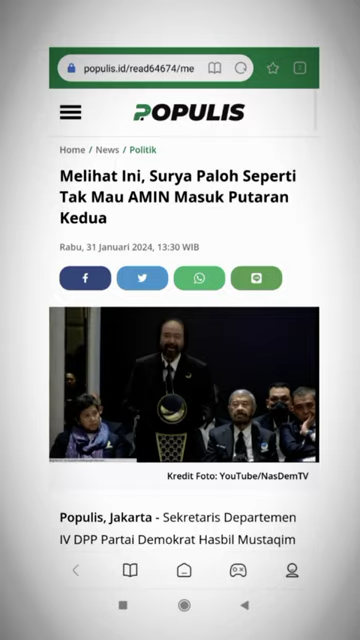 populis.id/read64674/me
POPULIS
Home / News / Politik
Melihat Ini, Surya Paloh Seperti
Tak Mau AMIN Masuk Putaran
Kedua
Rabu, 31 Januari 2024, 13:30 WIB
Kredit Foto: YouTube/NasDemTV
Populis, Jakarta - Sekretaris Departemen
IV DPP Partai Demokrat Hasbil Mustaqim